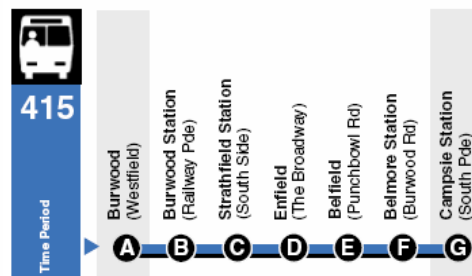 415
Time Period
Burwood
(Westfield)
Burwood Station
(Railway Pde)
Strathfield Station
(South Side)
Enfield
(The Broadway)
Belfield
(Punchbowl Rd)
Belmore Station
(Burwood Rd)
Campsie Station
(South Pde)
A B C D E F G